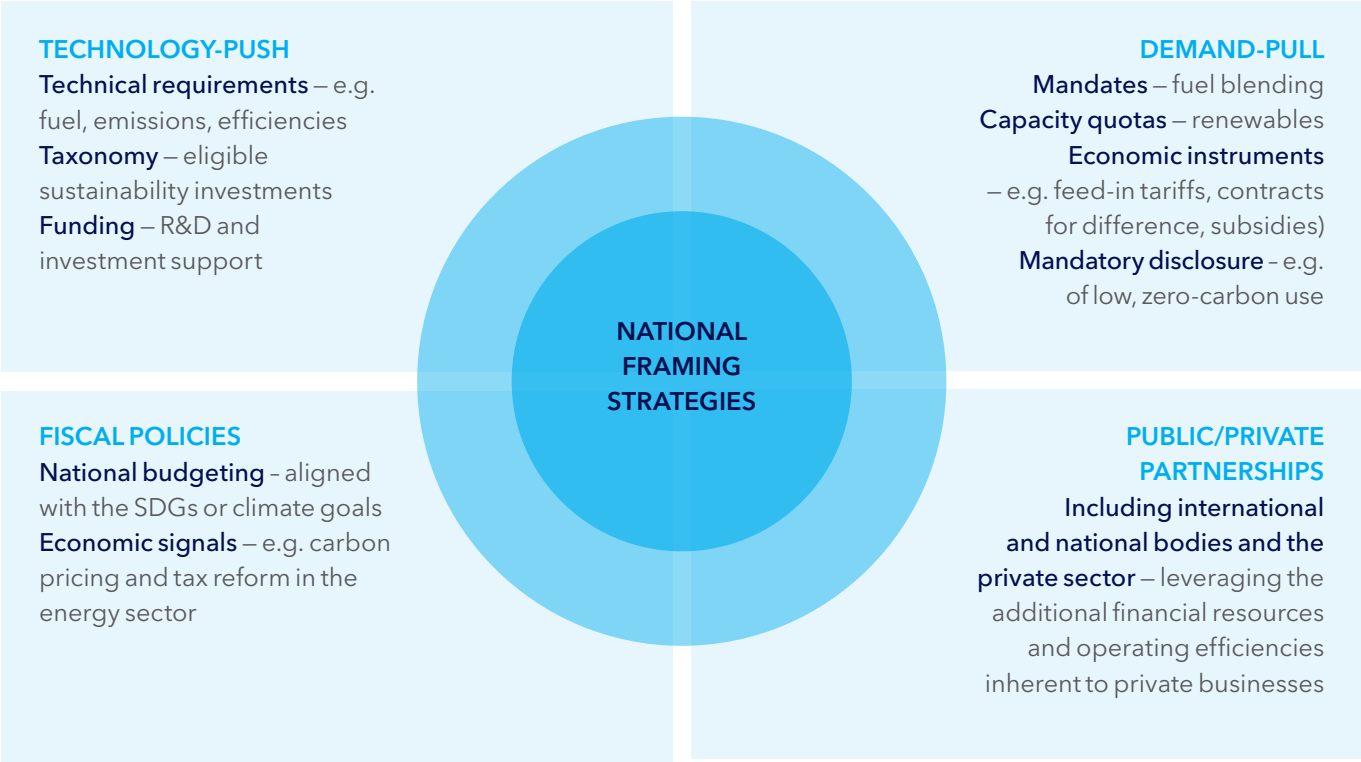 TECHNOLOGY-PUSH
Technical requirements – e.g.
fuel, emissions, efficiencies
Taxonomy – eligible
sustainability investments
Funding – R&D and
investment support
DEMAND-PULL
Mandates – fuel blending
Capacity quotas – renewables
Economic instruments
– e.g. feed-in tariffs, contracts
for difference, subsidies)
Mandatory disclosure – e.g.
of low, zero-carbon use
NATIONAL
FRAMING
STRATEGIES
FISCAL POLICIES
National budgeting – aligned
with the SDGs or climate goals
Economic signals – e.g. carbon
pricing and tax reform in the
energy sector
PUBLIC/PRIVATE
PARTNERSHIPS
Including international
and national bodies and the
private sector – leveraging the
additional financial resources
and operating efficiencies
inherent to private businesses